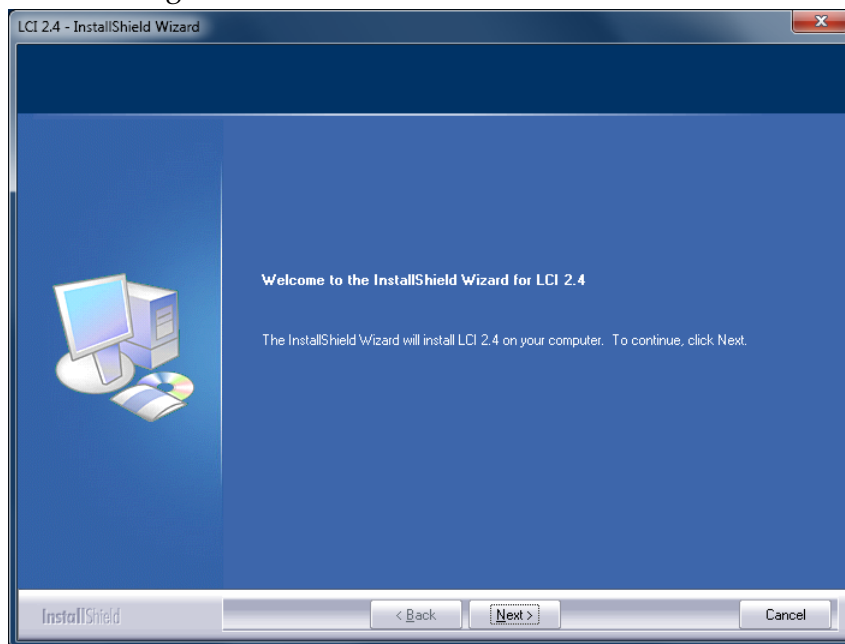 LCI 2.4 - InstallShield Wizard
Welcome to the InstallShield Wizard for LCI 2.4
The InstallShield Wizard will install LCI 2.4 on your computer. To continue, click Next.
InstallShield
< Back Next > Cancel